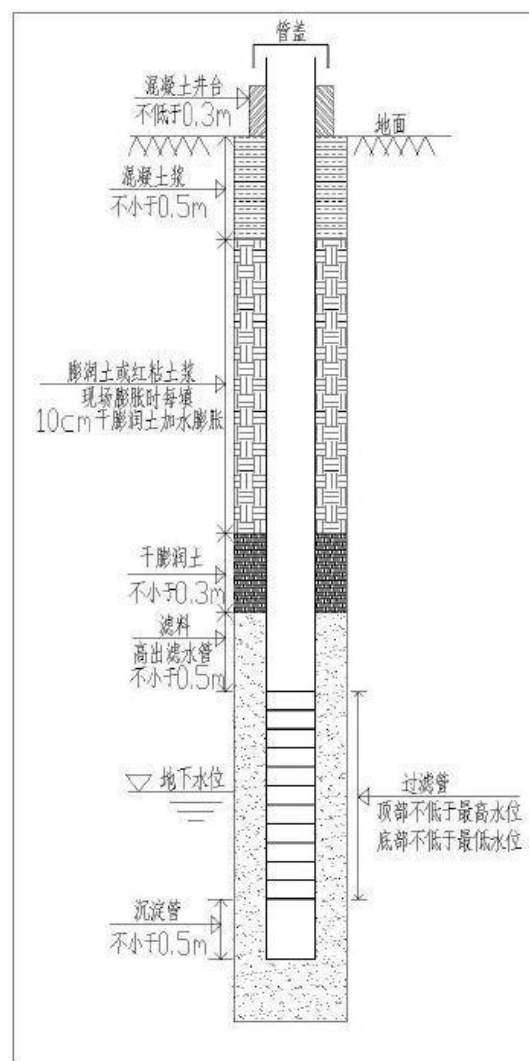 管盖
混凝土井台
不低于0.3m
地面
混凝土浆
不小于0.5m
膨润土或红粘土浆
现场膨胀时每填
10cm干膨润土加水膨胀
干膨润土
不小于0.3m
滤料
高出滤水管
不小于0.5m
地下水位
过滤管
顶部不低于最高水位
底部不低于最低水位
沉淀管
不小于0.5m